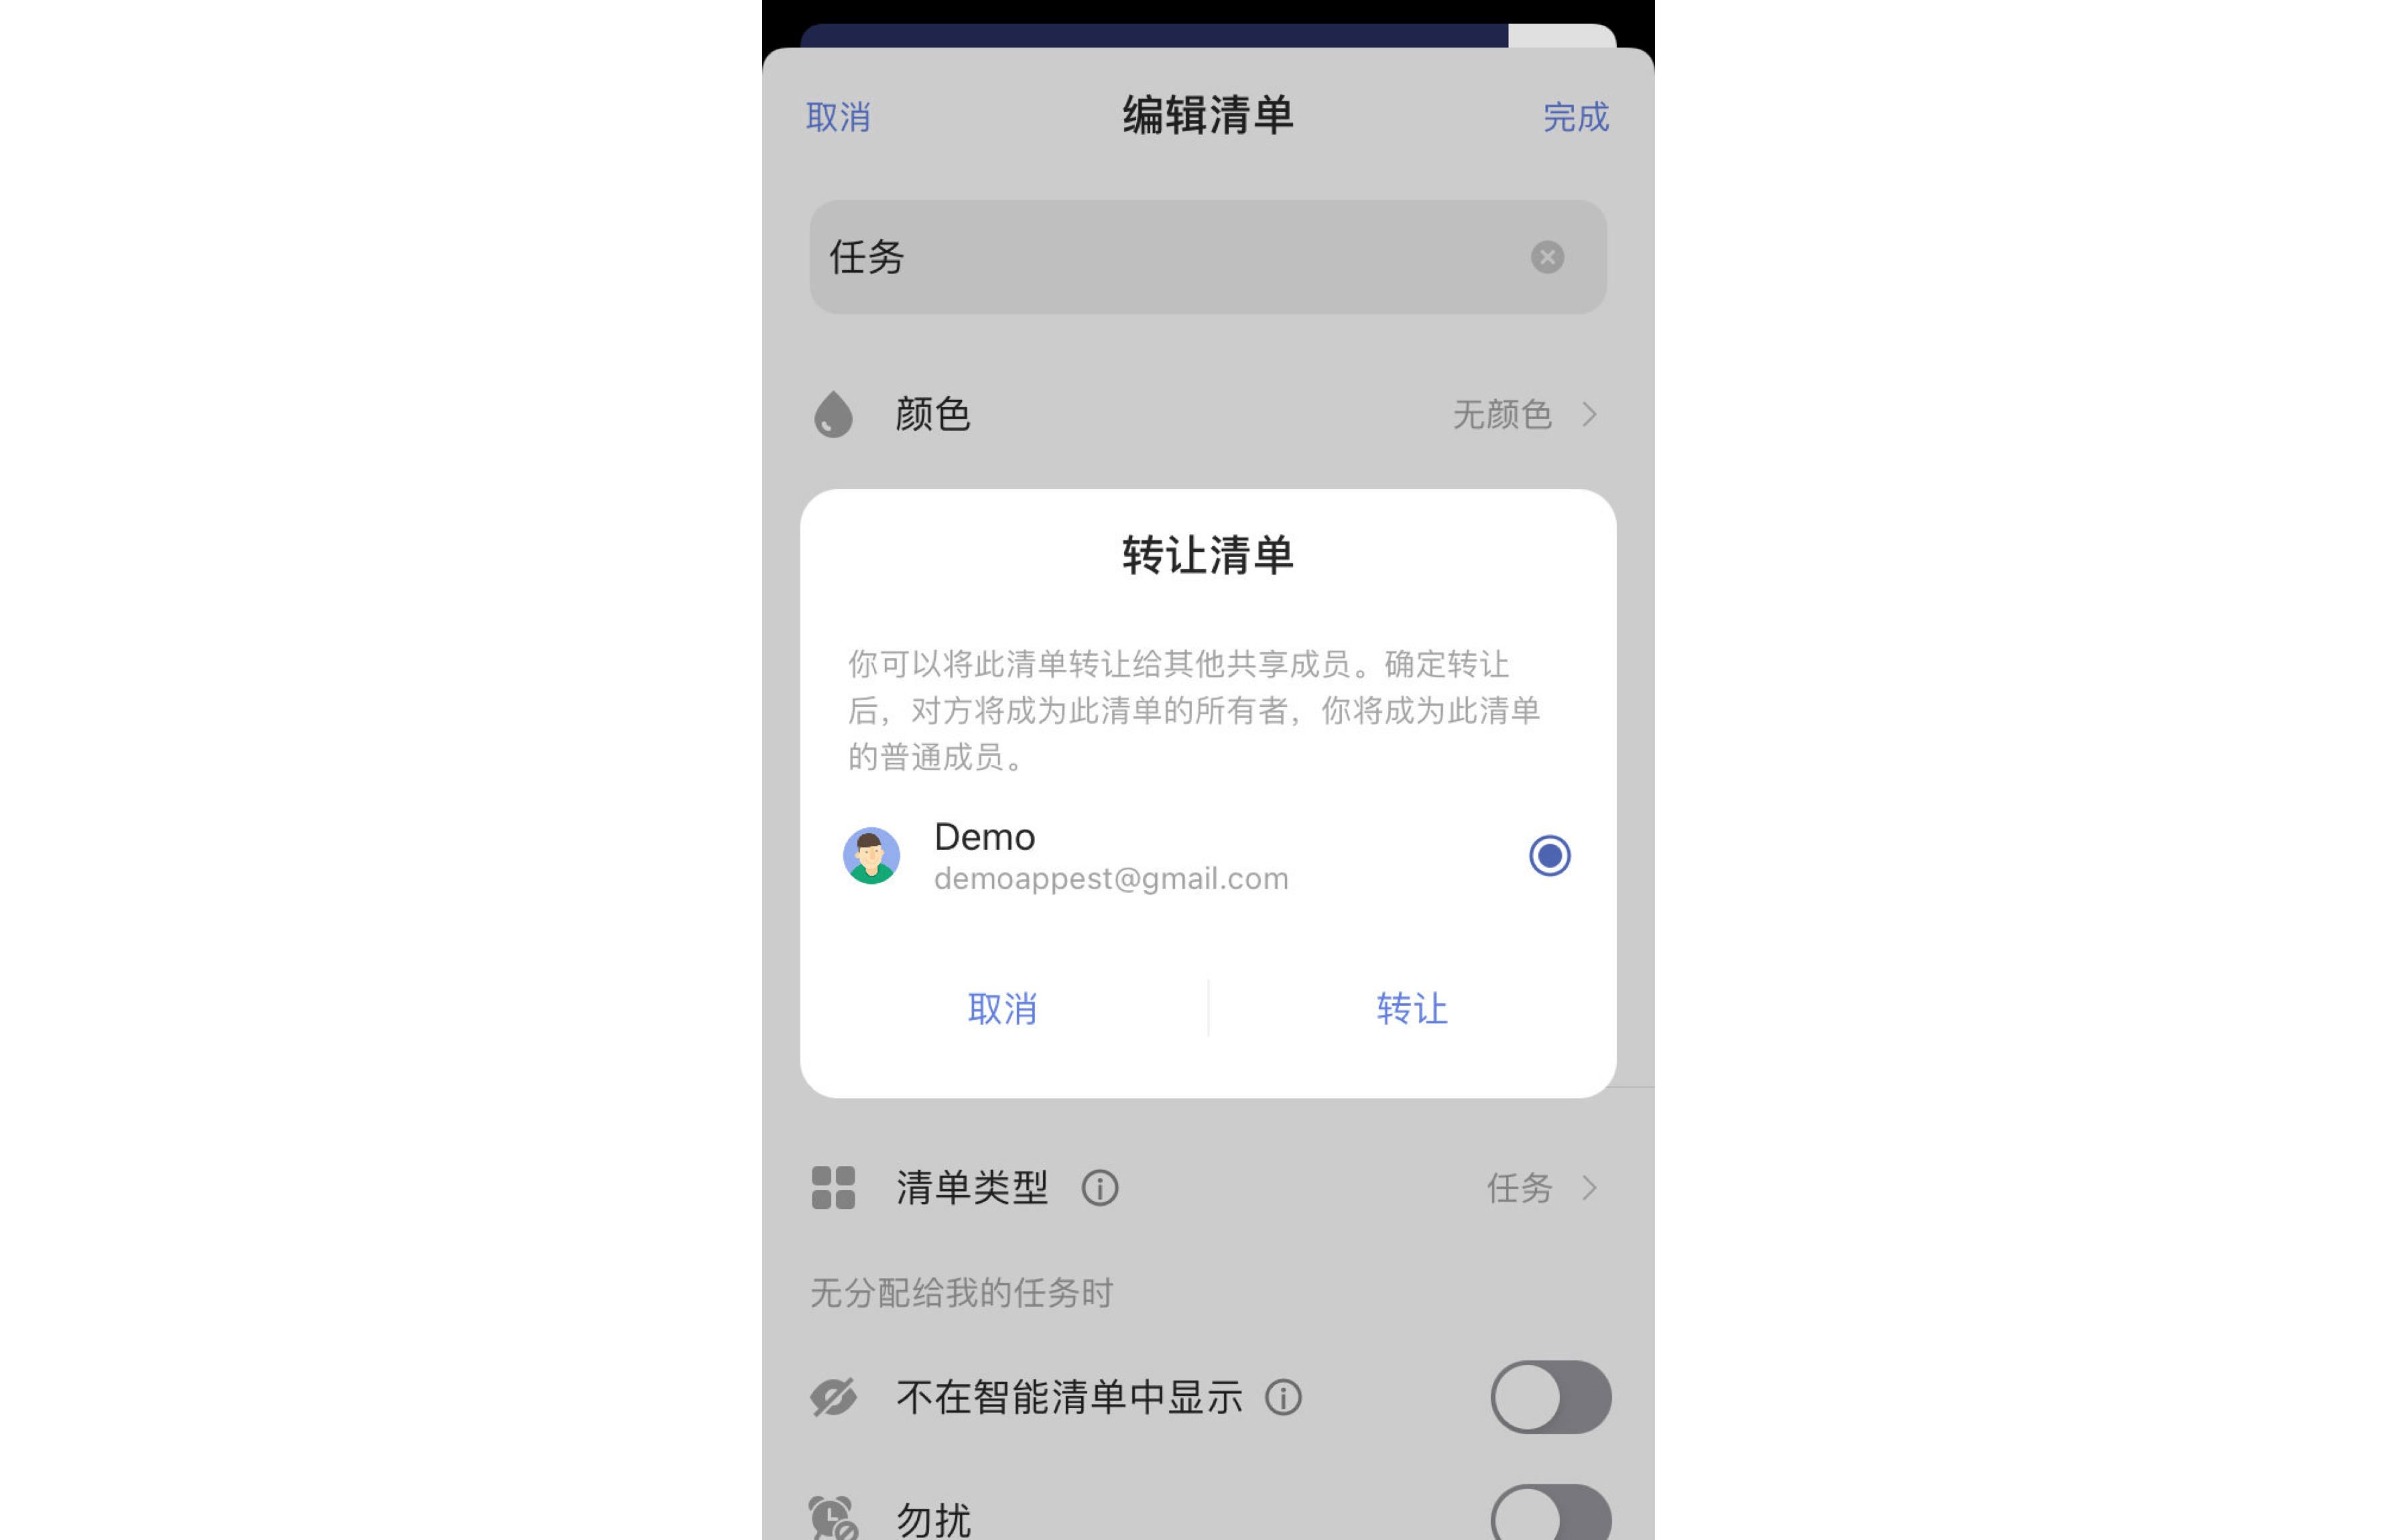 取消 编辑清单 完成
任务
颜色 无颜色
转让清单
你可以将此清单转让给其他共享成员。确定转让
后，对方将成为此清单的所有者，你将成为此清单
的普通成员。
Demo
demoappest@gmail.com
取消 转让
清单类型 任务
无分配给我的任务时
不在智能清单中显示
勿扰